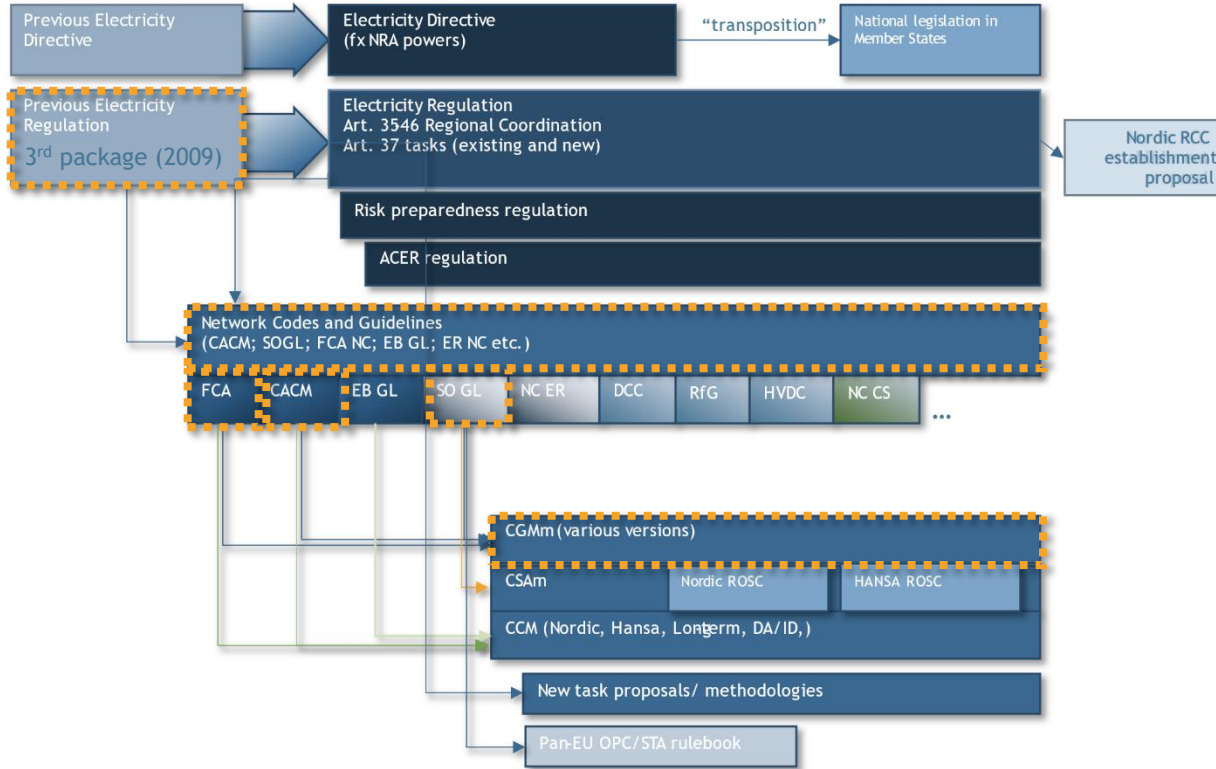 Previous Electricity
Directive
Electricity Directive
(fx NRA powers)
“transposition”
National legislation in
Member States
Previous Electricity
Regulation
3rd package (2009)
Electricity Regulation
Art. 3546 Regional Coordination
Art. 37 tasks (existing and new)
Nordic RCC
establishment
proposal
Risk preparedness regulation
ACER regulation
Network Codes and Guidelines
(CACM; SOGL; FCA NC; EB GL; ER NC etc.)
FCA
CACM
EB GL
SO GL
NC ER
DCC
RfG
HVDC
NC CS
...
CGMm (various versions)
CSAm
Nordic ROSC
HANSA ROSC
CCM (Nordic, Hansa, Long-term, DA/ID,)
New task proposals/ methodologies
Pan-EU OPC/STA rulebook